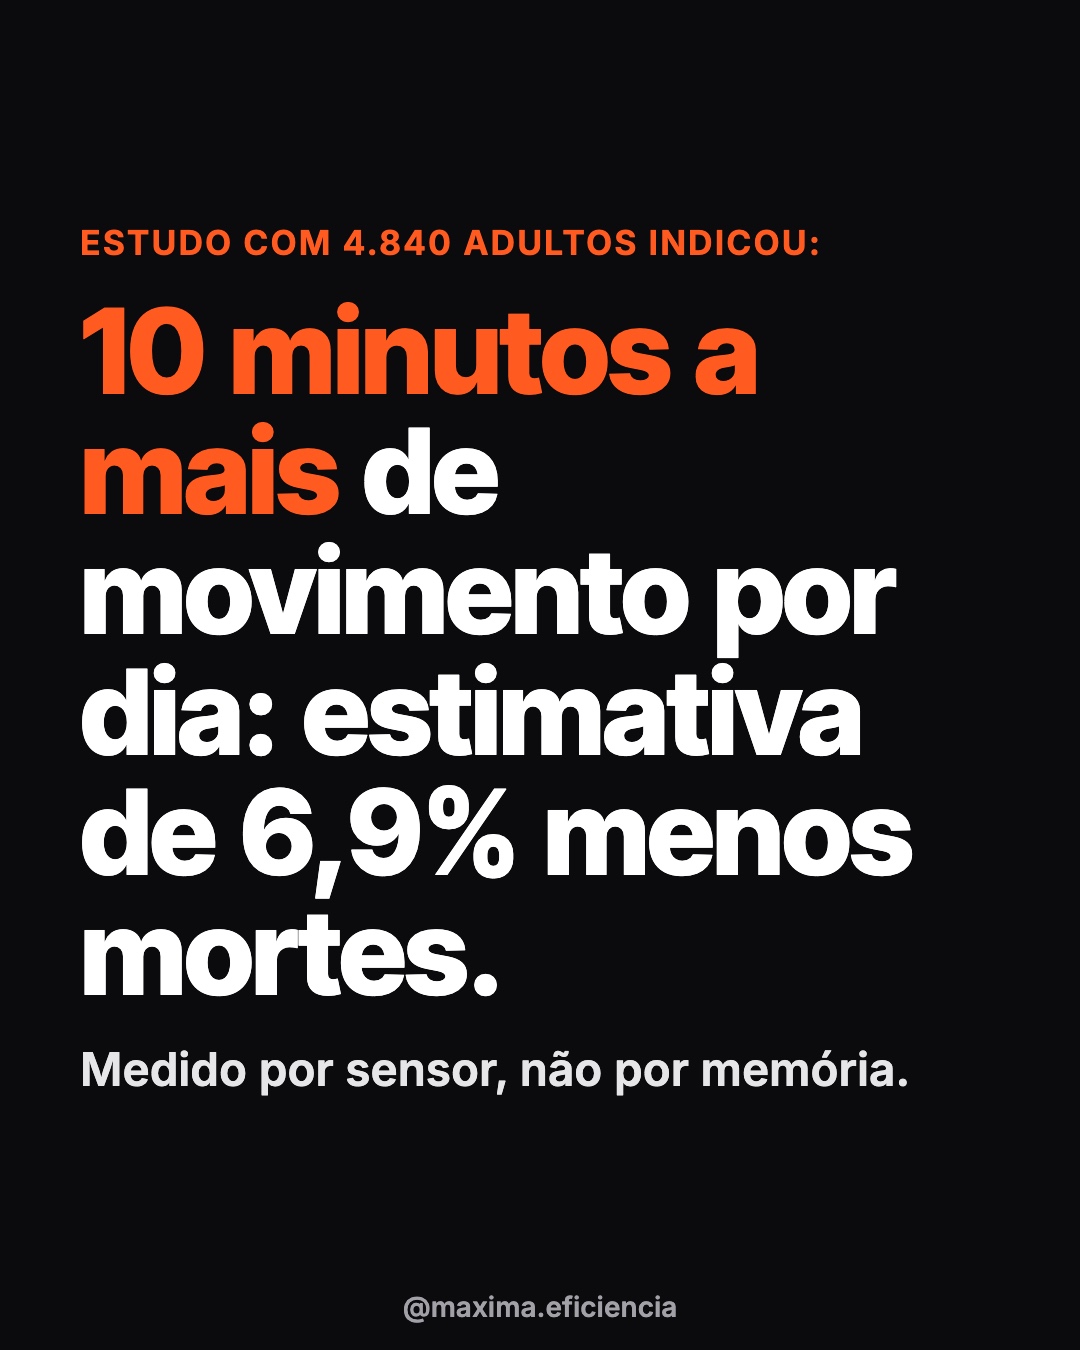 ESTUDO COM 4.840 ADULTOS INDICOU:
10 minutos a
mais de
movimento por
dia: estimativa
de 6,9% menos
mortes.
Medido por sensor, não por memória.
@maxima.eficiencia